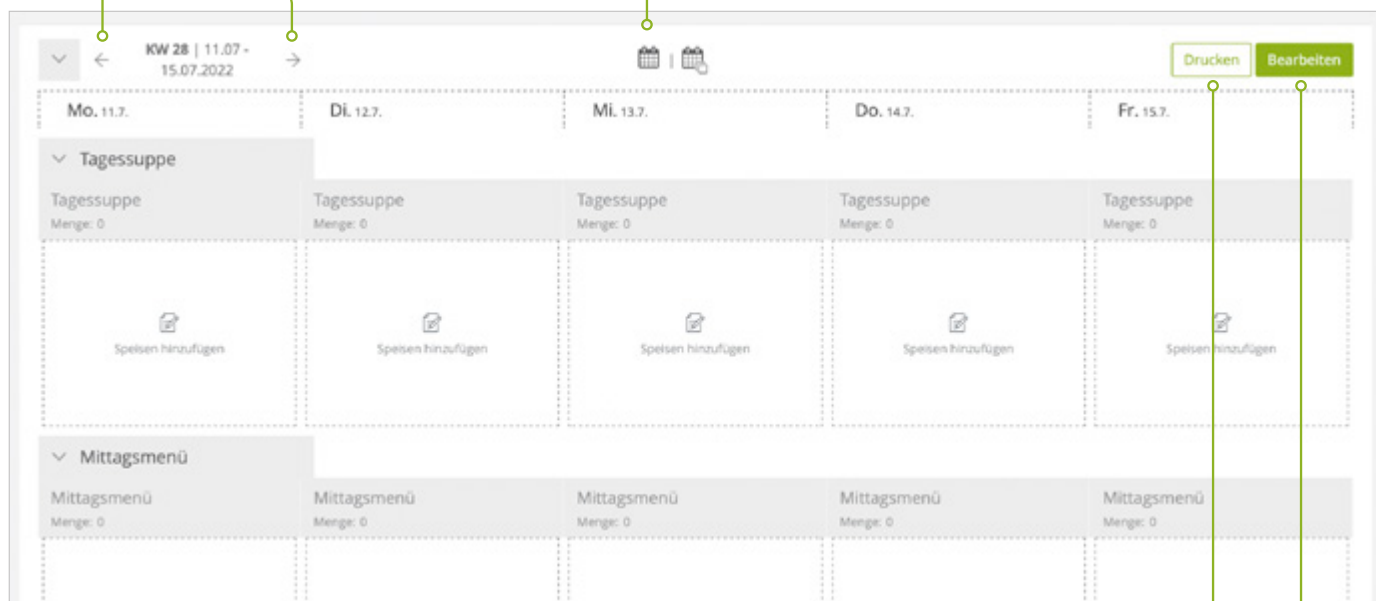 KW 28 | 11.07 -
15.07.2022
|
Drucken Bearbeiten
Mo. 11.7. Di. 12.7. Mi. 13.7. Do. 14.7. Fr. 15.7.
Tagessuppe
Tagessuppe Tagessuppe Tagessuppe Tagessuppe Tagessuppe
Menge: 0 Menge: 0 Menge: 0 Menge: 0 Menge: 0
Speisen hinzufügen Speisen hinzufügen Speisen hinzufügen Speisen hinzufügen Speisen hinzufügen
Mittagsmenü
Mittagsmenü Mittagsmenü Mittagsmenü Mittagsmenü Mittagsmenü
Menge: 0 Menge: 0 Menge: 0 Menge: 0 Menge: 0